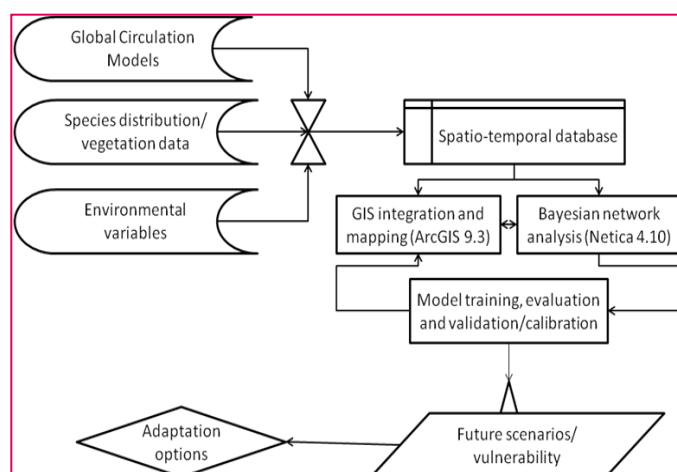 Global Circulation
Models
Species distribution/
vegetation data
Environmental
variables
Spatio-temporal database
GIS integration and
mapping (ArcGIS 9.3)
Bayesian network
analysis (Netica 4.10)
Model training, evaluation
and validation/calibration
Future scenarios/
vulnerability
Adaptation
options